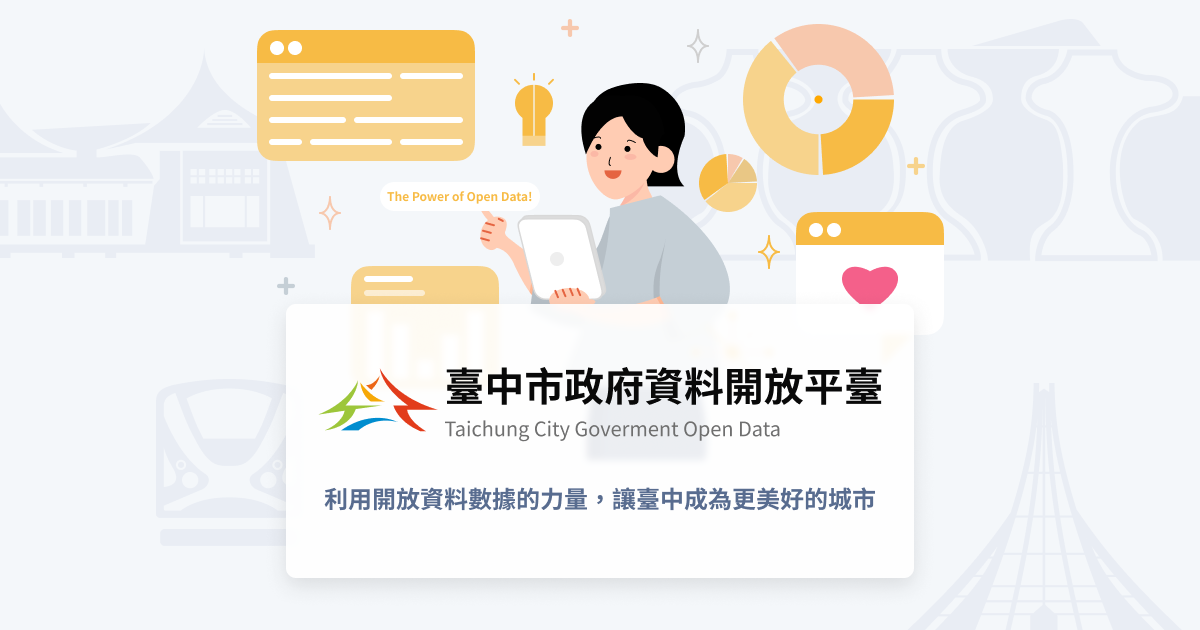 The Power of Open Data!
臺中市政府資料開放平臺
Taichung City Goverment Open Data
利用開放資料數據的力量，讓臺中成為更美好的城市